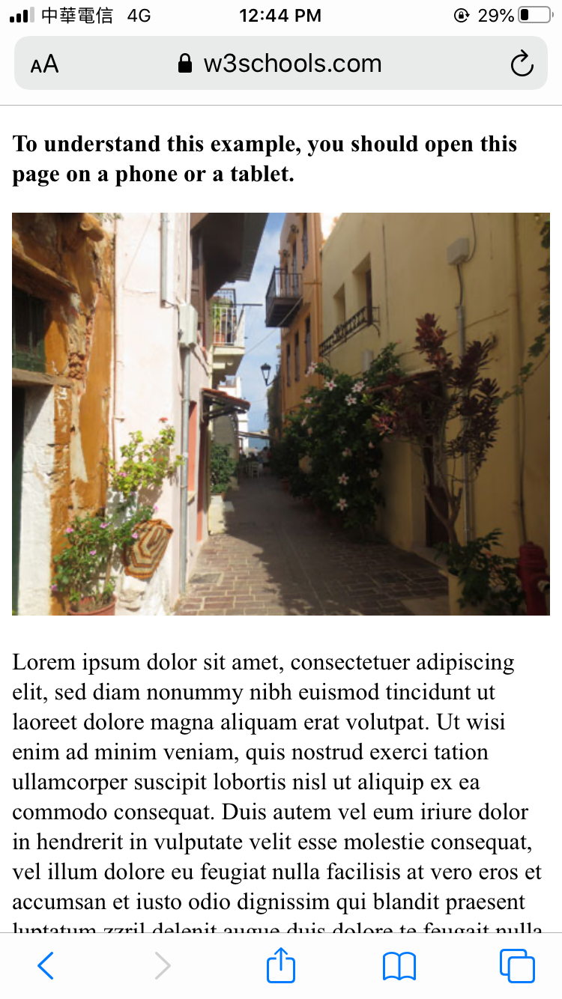 中華電信 4G 12:44 PM 29%
AA w3schools.com
To understand this example, you should open this
page on a phone or a tablet.
Lorem ipsum dolor sit amet, consectetuer adipiscing
elit, sed diam nonummy nibh euismod tincidunt ut
laoreet dolore magna aliquam erat volutpat. Ut wisi
enim ad minim veniam, quis nostrud exerci tation
ullamcorper suscipit lobortis nisl ut aliquip ex ea
commodo consequat. Duis autem vel eum iriure dolor
in hendrerit in vulputate velit esse molestie consequat,
vel illum dolore eu feugiat nulla facilisis at vero eros et
accumsan et iusto odio dignissim qui blandit praesent
luptatum zzril delenit augue duis dolore te feugait nulla